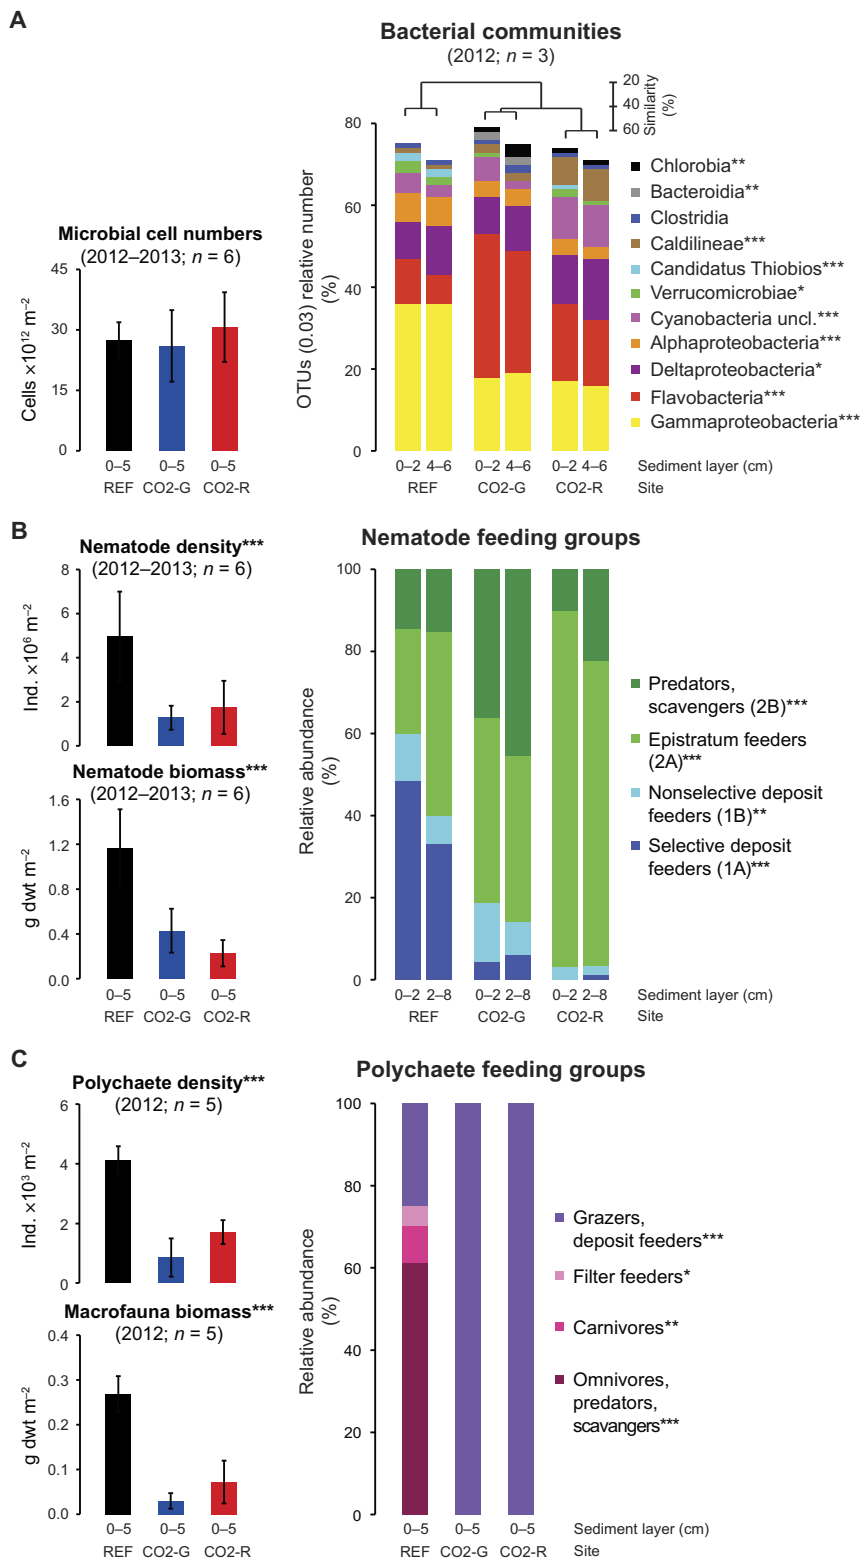 A
Bacterial communities
(2012; n = 3)
20
40
60
Similarity
(%)
Microbial cell numbers
(2012–2013; n = 6)
Cells ×10¹² m⁻²
45
30
15
0
0–5
0–5
0–5
REF
CO2-G
CO2-R
OTUs (0.03) relative number
(%)
80
60
40
20
0
Chlorobia**
Bacteroidia**
Clostridia
Caldilineae***
Candidatus Thiobios***
Verrucomicrobiae*
Cyanobacteria uncl.***
Alphaproteobacteria***
Deltaproteobacteria*
Flavobacteria***
Gammaproteobacteria***
0–2 4–6 0–2 4–6 0–2 4–6 Sediment layer (cm)
REF CO2-G CO2-R Site
B
Nematode density***
(2012–2013; n = 6)
Ind. ×10⁶ m⁻²
8
6
4
2
0
Nematode biomass***
(2012–2013; n = 6)
g dwt m⁻²
1.6
1.2
0.8
0.4
0.0
0–5
0–5
0–5
REF
CO2-G
CO2-R
Nematode feeding groups
Relative abundance
(%)
100
80
60
40
20
0
Predators,
scavengers (2B)***
Epistratum feeders
(2A)***
Nonselective deposit
feeders (1B)**
Selective deposit
feeders (1A)***
0–2 2–8 0–2 2–8 0–2 2–8 Sediment layer (cm)
REF CO2-G CO2-R Site
C
Polychaete density***
(2012; n = 5)
Ind. ×10³ m⁻²
6
4
2
0
Macrofauna biomass***
(2012; n = 5)
g dwt m⁻²
0.4
0.3
0.2
0.1
0.0
0–5
0–5
0–5
REF
CO2-G
CO2-R
Polychaete feeding groups
Relative abundance
(%)
100
80
60
40
20
0
Grazers,
deposit feeders***
Filter feeders*
Carnivores**
Omnivores,
predators,
scavangers***
0–5 0–5 0–5 Sediment layer (cm)
REF CO2-G CO2-R Site